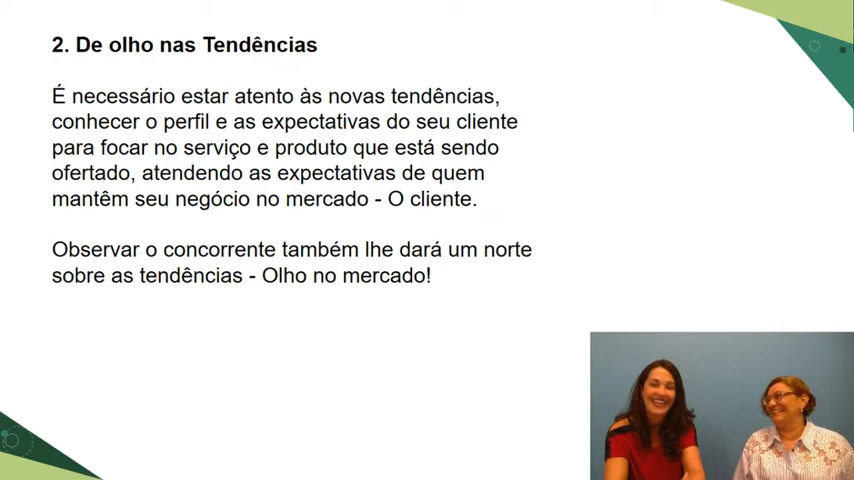 2. De olho nas Tendências
É necessário estar atento às novas tendências,
conhecer o perfil e as expectativas do seu cliente
para focar no serviço e produto que está sendo
ofertado, atendendo as expectativas de quem
mantêm seu negócio no mercado - O cliente.
Observar o concorrente também lhe dará um norte
sobre as tendências - Olho no mercado!